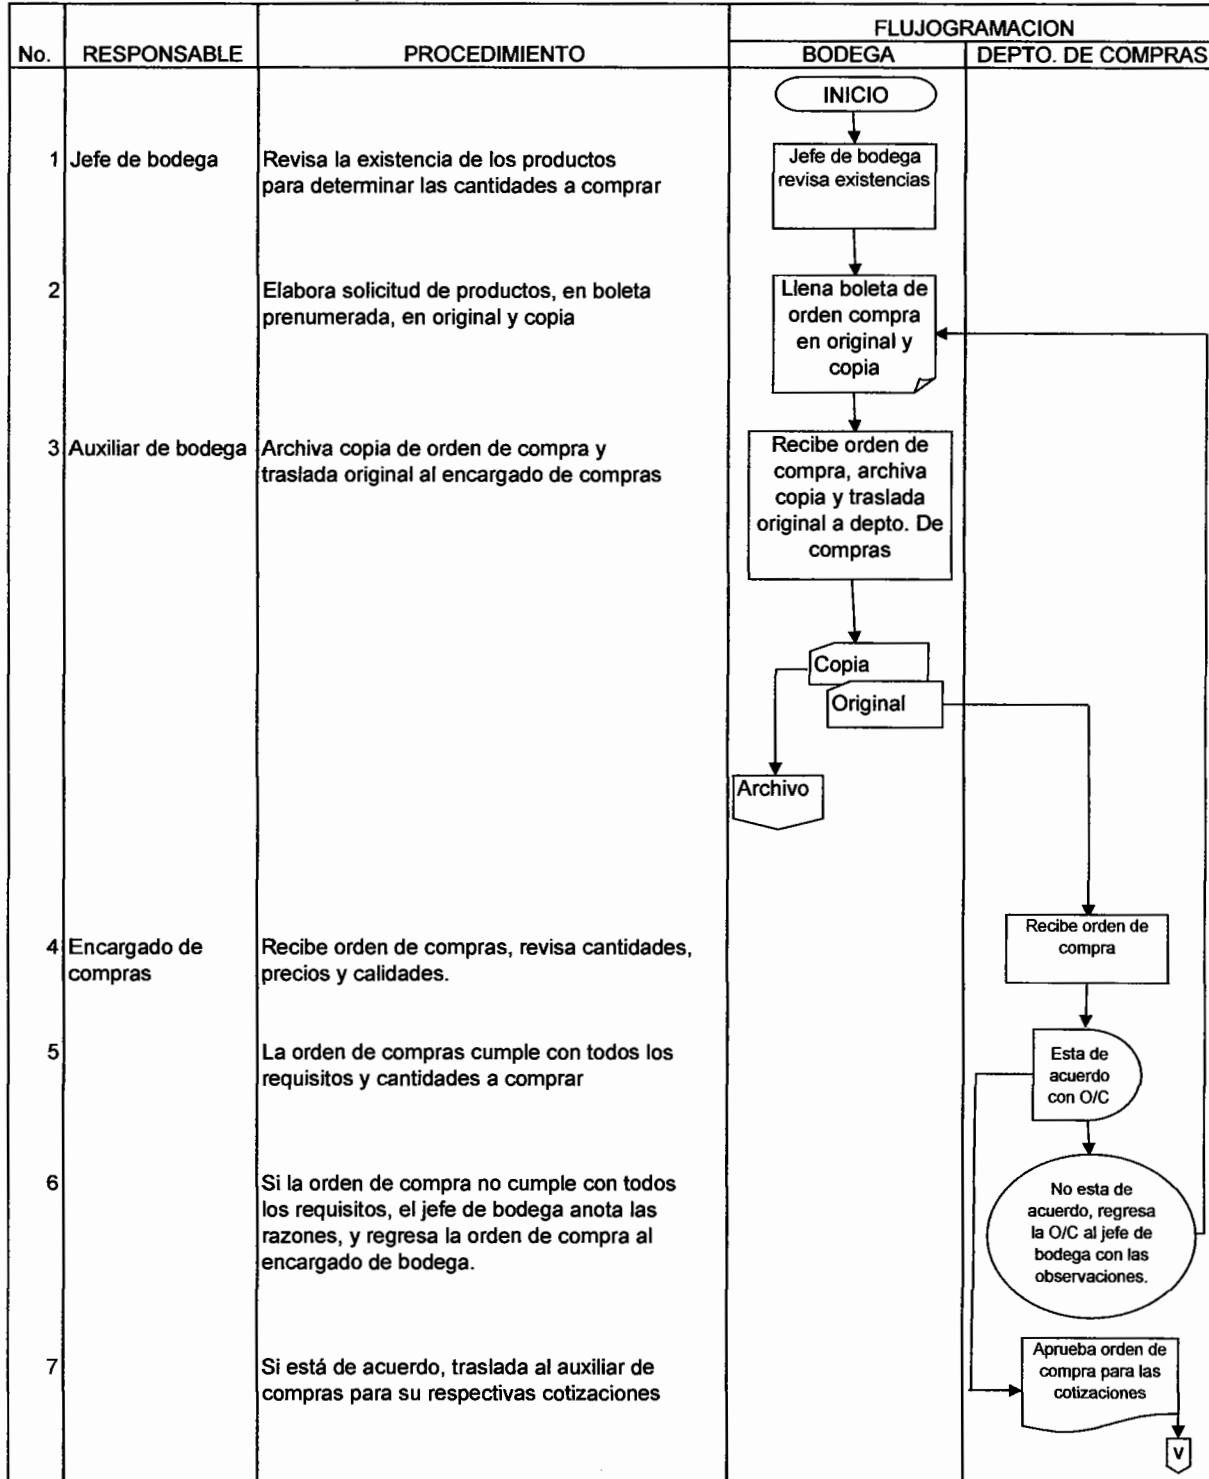 FLUJOGRAMACION
No. RESPONSABLE PROCEDIMIENTO BODEGA DEPTO. DE COMPRAS
INICIO
1 Jefe de bodega Revisa la existencia de los productos
para determinar las cantidades a comprar
Jefe de bodega
revisa existencias
2 Elabora solicitud de productos, en boleta
prenumerada, en original y copia
Llena boleta de
orden compra
en original y
copia
3 Auxiliar de bodega Archiva copia de orden de compra y
traslada original al encargado de compras
Recibe orden de
compra, archiva
copia y traslada
original a depto. De
compras
Copia
Original
Archivo
4 Encargado de
compras
Recibe orden de compras, revisa cantidades,
precios y calidades.
Recibe orden de
compra
5 La orden de compras cumple con todos los
requisitos y cantidades a comprar
Esta de
acuerdo
con O/C
6 Si la orden de compra no cumple con todos
los requisitos, el jefe de bodega anota las
razones, y regresa la orden de compra al
encargado de bodega.
No esta de
acuerdo, regresa
la O/C al jefe de
bodega con las
observaciones.
7 Si está de acuerdo, traslada al auxiliar de
compras para su respectivas cotizaciones
Aprueba orden de
compra para las
cotizaciones
V